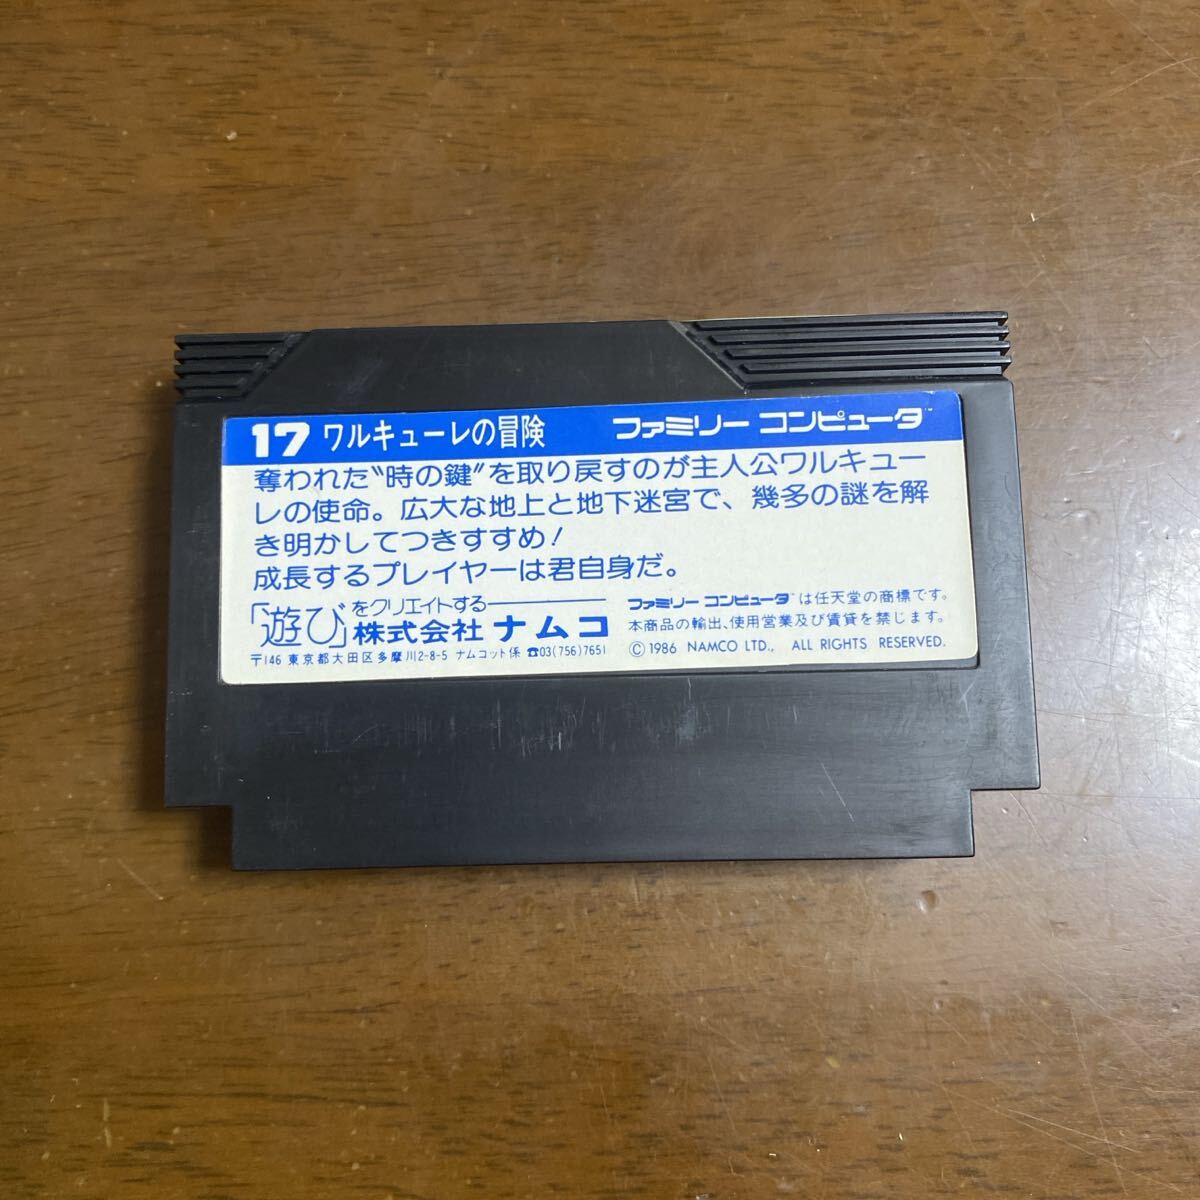 17 ワルキューレの冒険 ファミリー コンピュータ™
奪われた〝時の鍵〟を取り戻すのが主人公ワルキュー
レの使命。広大な地上と地下迷宮で、幾多の謎を解
き明かしてつきすすめ!
成長するプレイヤーは君自身だ。
「遊び」をクリエイトする
株式会社 ナムコ
〒146 東京都大田区多摩川2-8-5 ナムコット係 ☎03(756)7651
ファミリー コンピュータ™は任天堂の商標です。
本商品の輸出、使用営業及び賃貸を禁じます。
©1986 NAMCO LTD., ALL RIGHTS RESERVED.